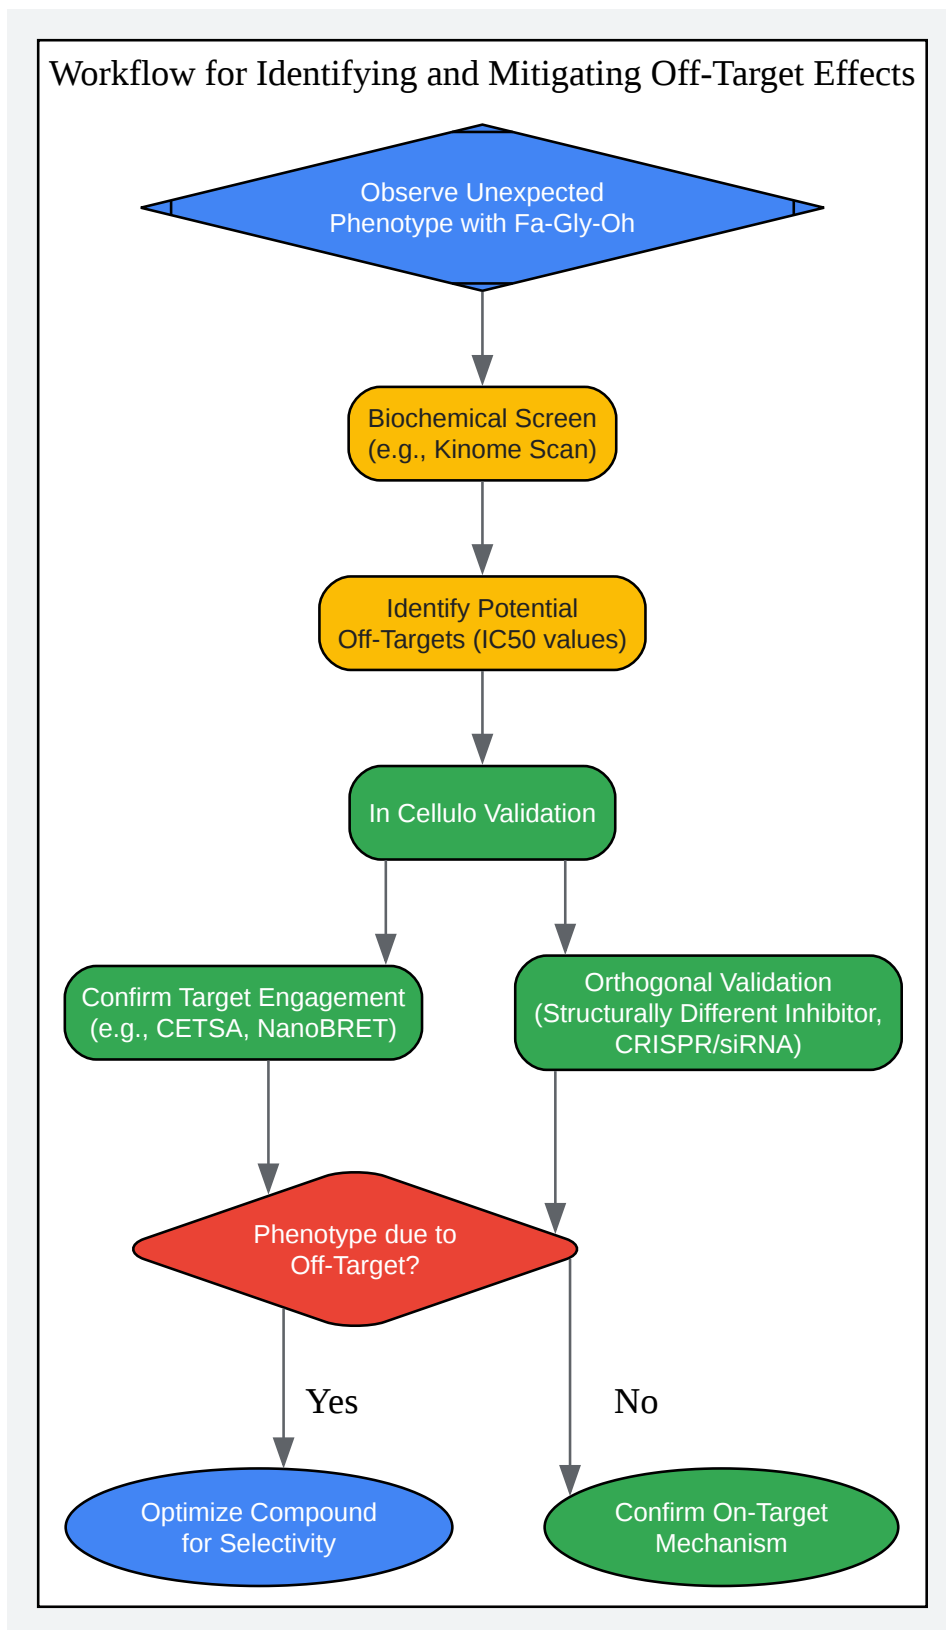 Workflow for Identifying and Mitigating Off-Target Effects
Observe Unexpected
Phenotype with Fa-Gly-Oh
Biochemical Screen
(e.g., Kinome Scan)
Identify Potential
Off-Targets (IC50 values)
In Cellulo Validation
Confirm Target Engagement
(e.g., CETSA, NanoBRET)
Orthogonal Validation
(Structurally Different Inhibitor,
CRISPR/siRNA)
Phenotype due to
Off-Target?
Yes
No
Optimize Compound
for Selectivity
Confirm On-Target
Mechanism